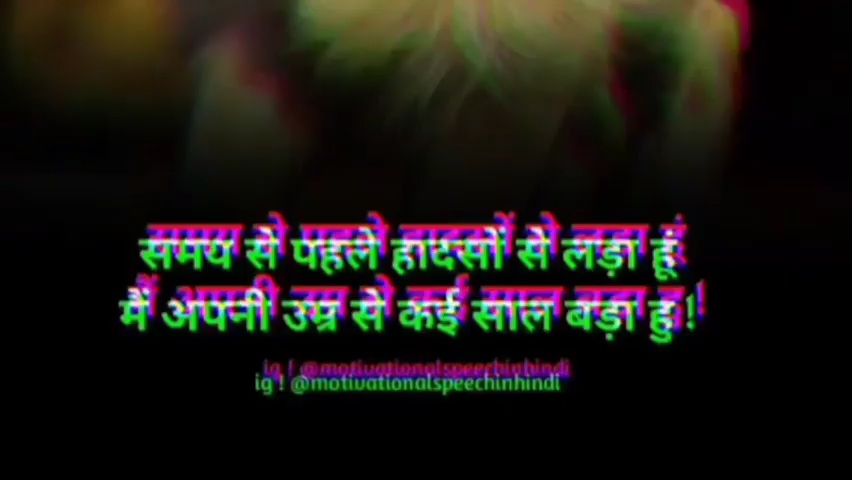 समय से पहले हादसों से लड़ा हूं
मैं अपनी उम्र से कई साल बड़ा हु !
ig ! @motivationalspeechinhindi